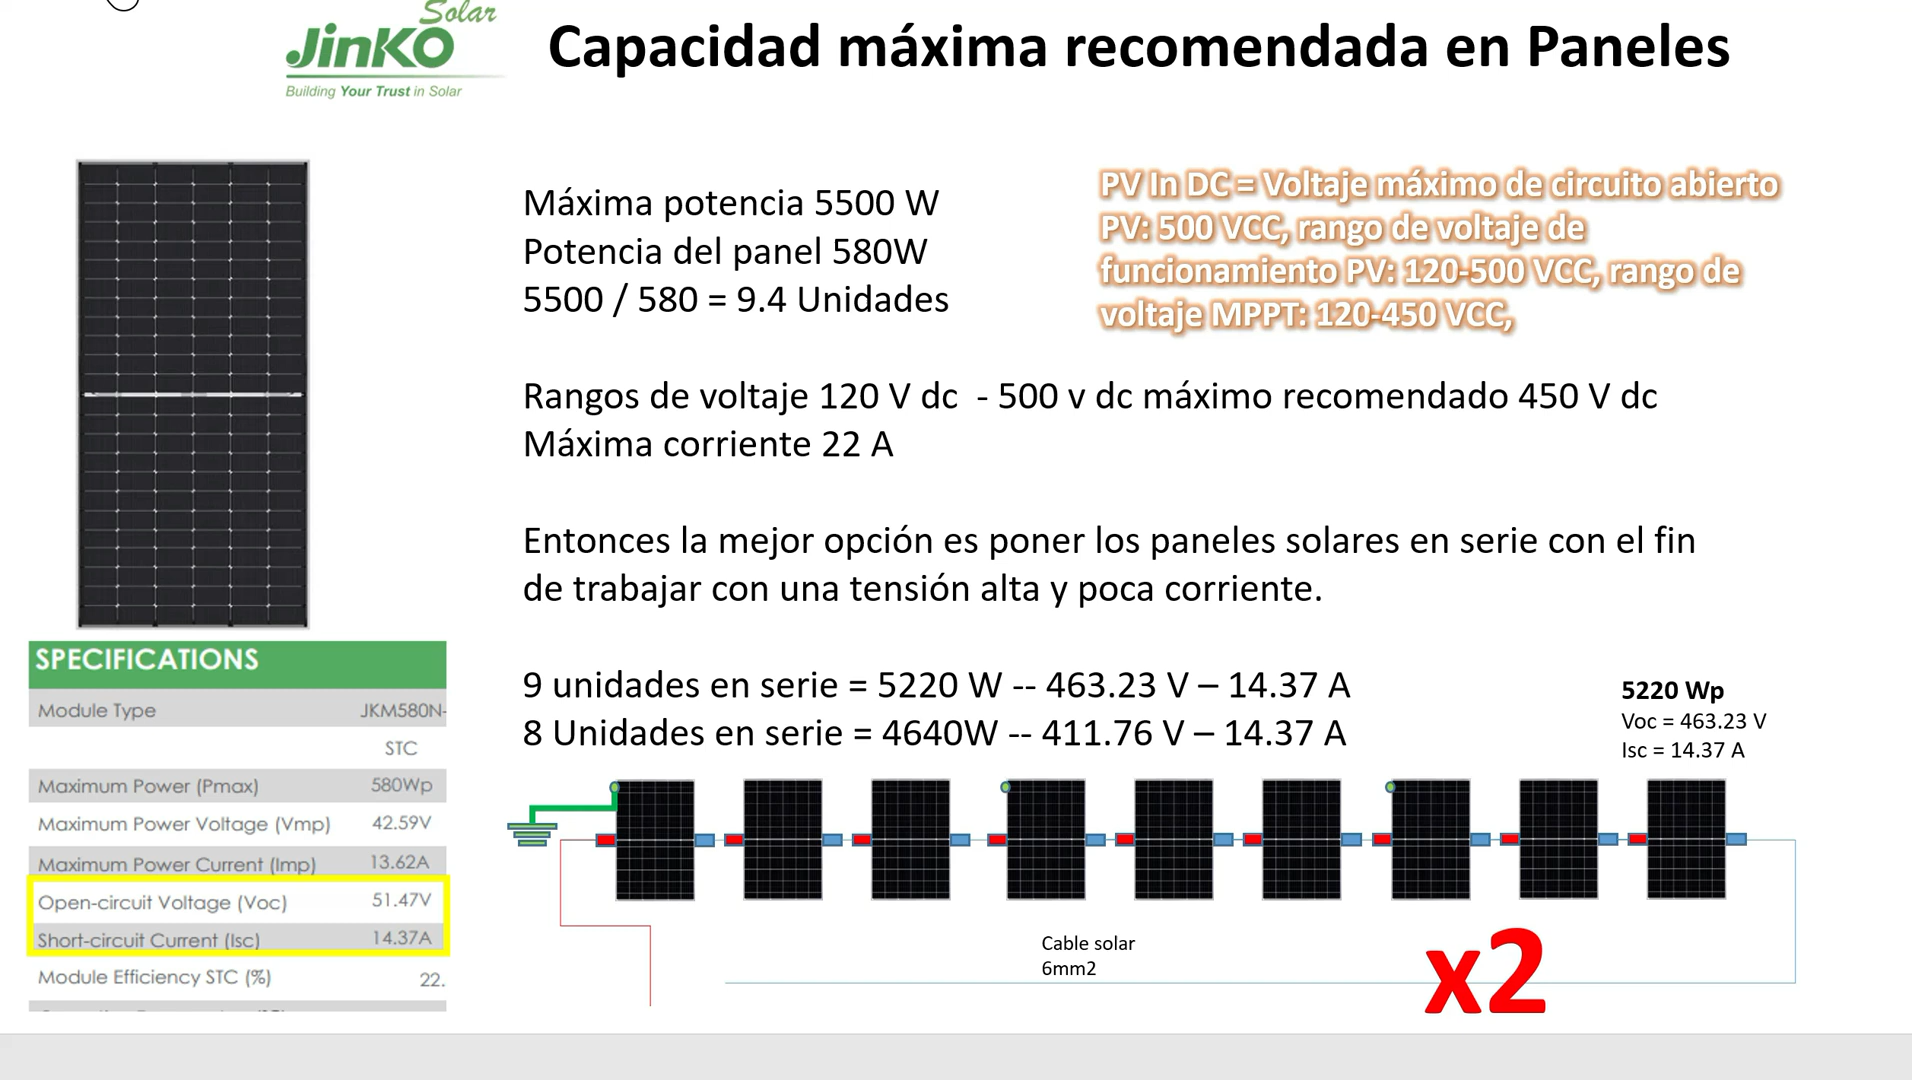 Solar
JinKO
Building Your Trust in Solar
Capacidad máxima recomendada en Paneles
Máxima potencia 5500 W
Potencia del panel 580W
5500 / 580 = 9.4 Unidades
PV In DC = Voltaje máximo de circuito abierto
PV: 500 VCC, rango de voltaje de
funcionamiento PV: 120-500 VCC, rango de
voltaje MPPT: 120-450 VCC,
Rangos de voltaje 120 V dc - 500 v dc máximo recomendado 450 V dc
Máxima corriente 22 A
Entonces la mejor opción es poner los paneles solares en serie con el fin
de trabajar con una tensión alta y poca corriente.
9 unidades en serie = 5220 W -- 463.23 V – 14.37 A
8 Unidades en serie = 4640W -- 411.76 V – 14.37 A
5220 Wp
Voc = 463.23 V
Isc = 14.37 A
SPECIFICATIONS
Module Type JKM580N-
STC
Maximum Power (Pmax) 580Wp
Maximum Power Voltage (Vmp) 42.59V
Maximum Power Current (Imp) 13.62A
Open-circuit Voltage (Voc) 51.47V
Short-circuit Current (Isc) 14.37A
Module Efficiency STC (%) 22.
Cable solar
6mm2
x2